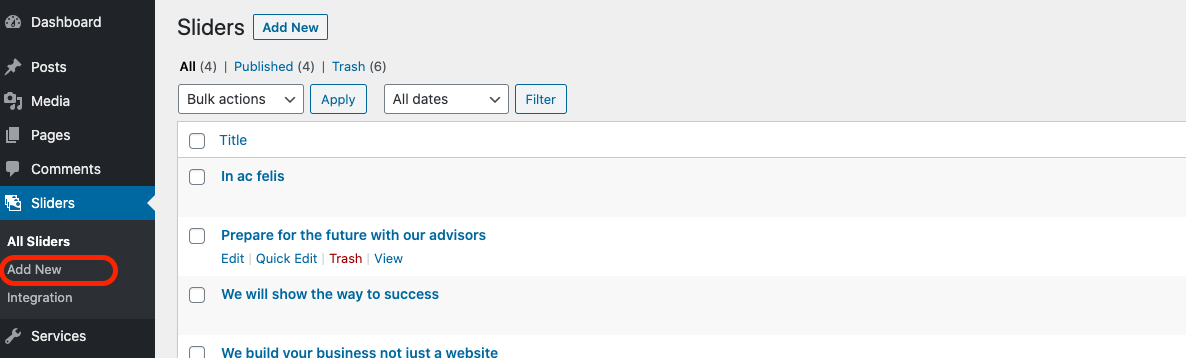 Dashboard
Posts
Media
Pages
Comments
Sliders
All Sliders
Add New
Integration
Services
Sliders Add New
All (4) | Published (4) | Trash (6)
Bulk actions Apply All dates Filter
Title
In ac felis
Prepare for the future with our advisors
Edit | Quick Edit | Trash | View
We will show the way to success
We build your business not just a website